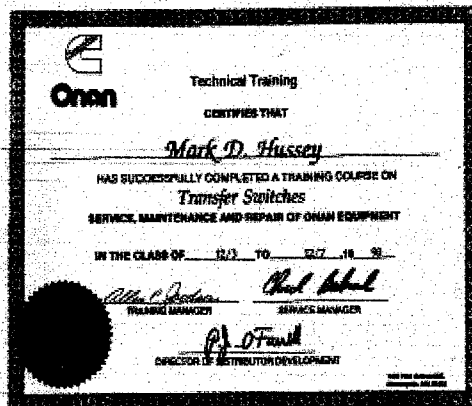 Onan
Technical Training
CERTIFIES THAT
Mark D. Hussey
HAS SUCCESSFULLY COMPLETED A TRAINING COURSE ON
Transfer Switches
SERVICE, MAINTENANCE AND REPAIR OF ONAN EQUIPMENT
IN THE CLASS OF 12/3 TO 12/7 ,19
TRAINING MANAGER
SERVICE MANAGER
DIRECTOR OF DISTRIBUTOR DEVELOPMENT